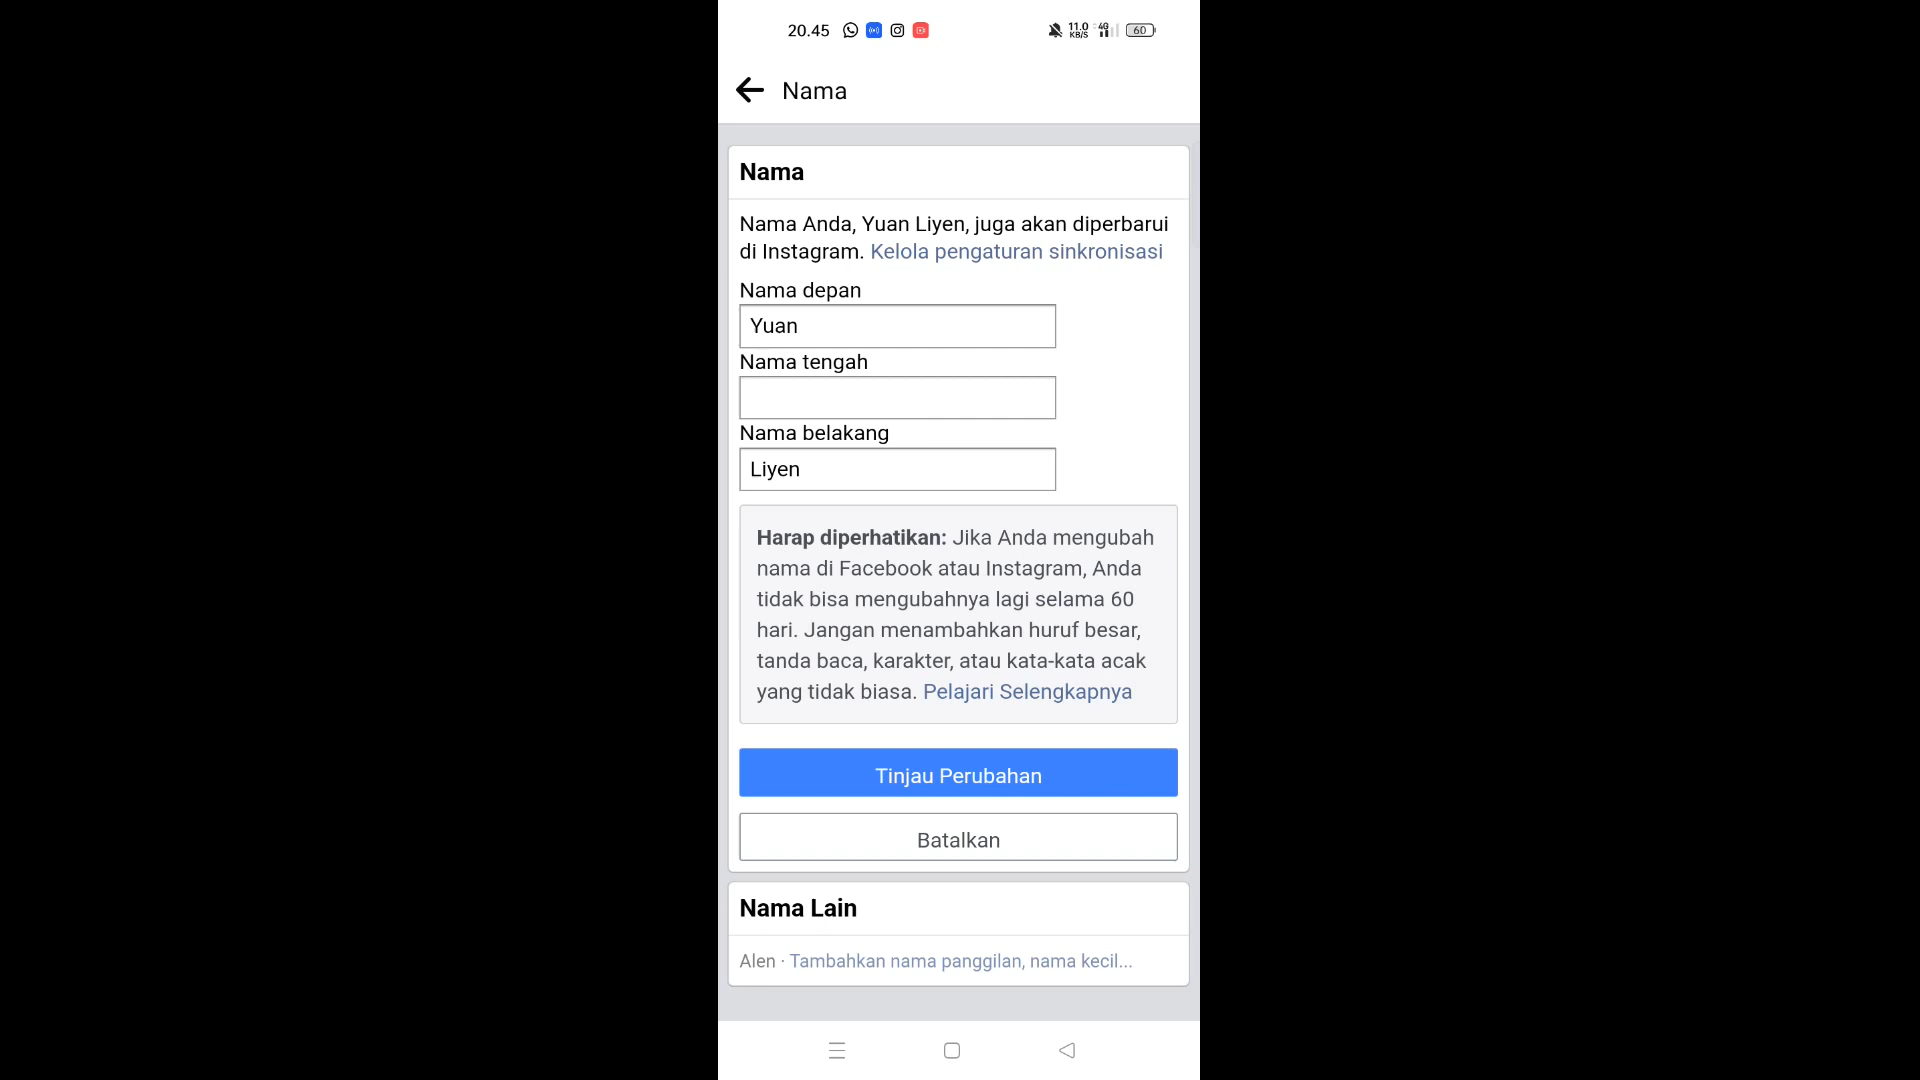 20.45 11.0 KB/S 4G 60
Nama
Nama
Nama Anda, Yuan Liyen, juga akan diperbarui
di Instagram. Kelola pengaturan sinkronisasi
Nama depan
Yuan
Nama tengah
Nama belakang
Liyen
Harap diperhatikan: Jika Anda mengubah
nama di Facebook atau Instagram, Anda
tidak bisa mengubahnya lagi selama 60
hari. Jangan menambahkan huruf besar,
tanda baca, karakter, atau kata-kata acak
yang tidak biasa. Pelajari Selengkapnya
Tinjau Perubahan
Batalkan
Nama Lain
Alen · Tambahkan nama panggilan, nama kecil...